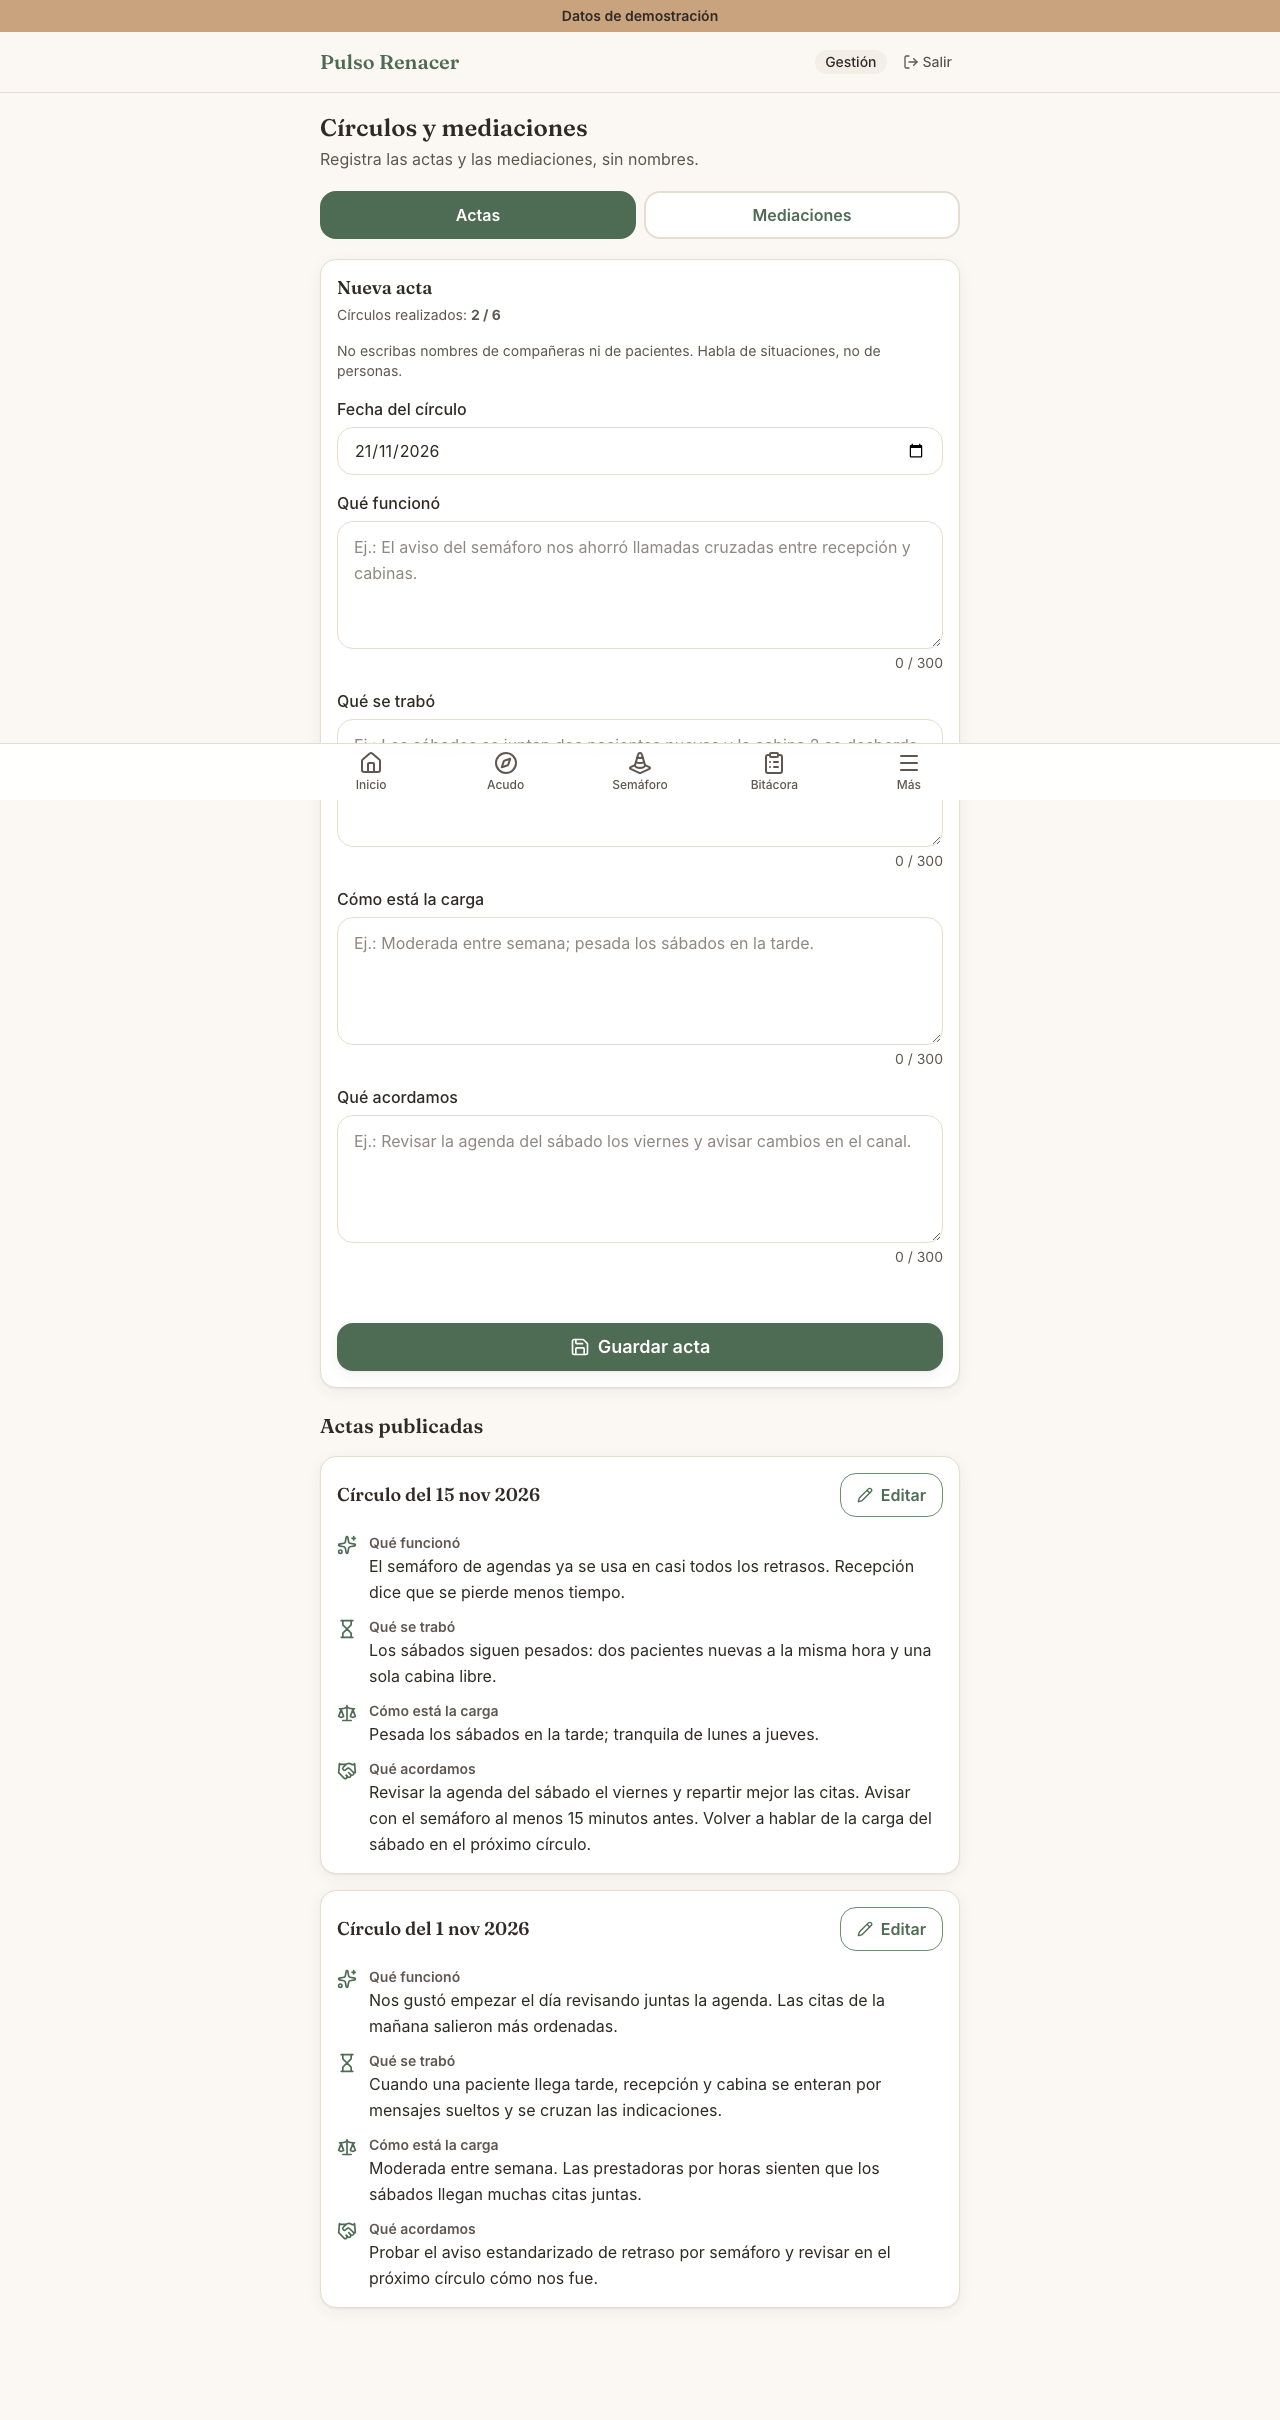 Datos de demostración
Pulso Renacer
Gestión
Salir
Círculos y mediaciones
Registra las actas y las mediaciones, sin nombres.
Actas
Mediaciones
Nueva acta
Círculos realizados: 2 / 6
No escribas nombres de compañeras ni de pacientes. Habla de situaciones, no de
personas.
Fecha del círculo
21/11/2026
Qué funcionó
Ej.: El aviso del semáforo nos ahorró llamadas cruzadas entre recepción y
cabinas.
0 / 300
Qué se trabó
Inicio
Acudo
Semáforo
Bitácora
Más
0 / 300
Cómo está la carga
Ej.: Moderada entre semana; pesada los sábados en la tarde.
0 / 300
Qué acordamos
Ej.: Revisar la agenda del sábado los viernes y avisar cambios en el canal.
0 / 300
Guardar acta
Actas publicadas
Círculo del 15 nov 2026
Editar
Qué funcionó
El semáforo de agendas ya se usa en casi todos los retrasos. Recepción
dice que se pierde menos tiempo.
Qué se trabó
Los sábados siguen pesados: dos pacientes nuevas a la misma hora y una
sola cabina libre.
Cómo está la carga
Pesada los sábados en la tarde; tranquila de lunes a jueves.
Qué acordamos
Revisar la agenda del sábado el viernes y repartir mejor las citas. Avisar
con el semáforo al menos 15 minutos antes. Volver a hablar de la carga del
sábado en el próximo círculo.
Círculo del 1 nov 2026
Editar
Qué funcionó
Nos gustó empezar el día revisando juntas la agenda. Las citas de la
mañana salieron más ordenadas.
Qué se trabó
Cuando una paciente llega tarde, recepción y cabina se enteran por
mensajes sueltos y se cruzan las indicaciones.
Cómo está la carga
Moderada entre semana. Las prestadoras por horas sienten que los
sábados llegan muchas citas juntas.
Qué acordamos
Probar el aviso estandarizado de retraso por semáforo y revisar en el
próximo círculo cómo nos fue.